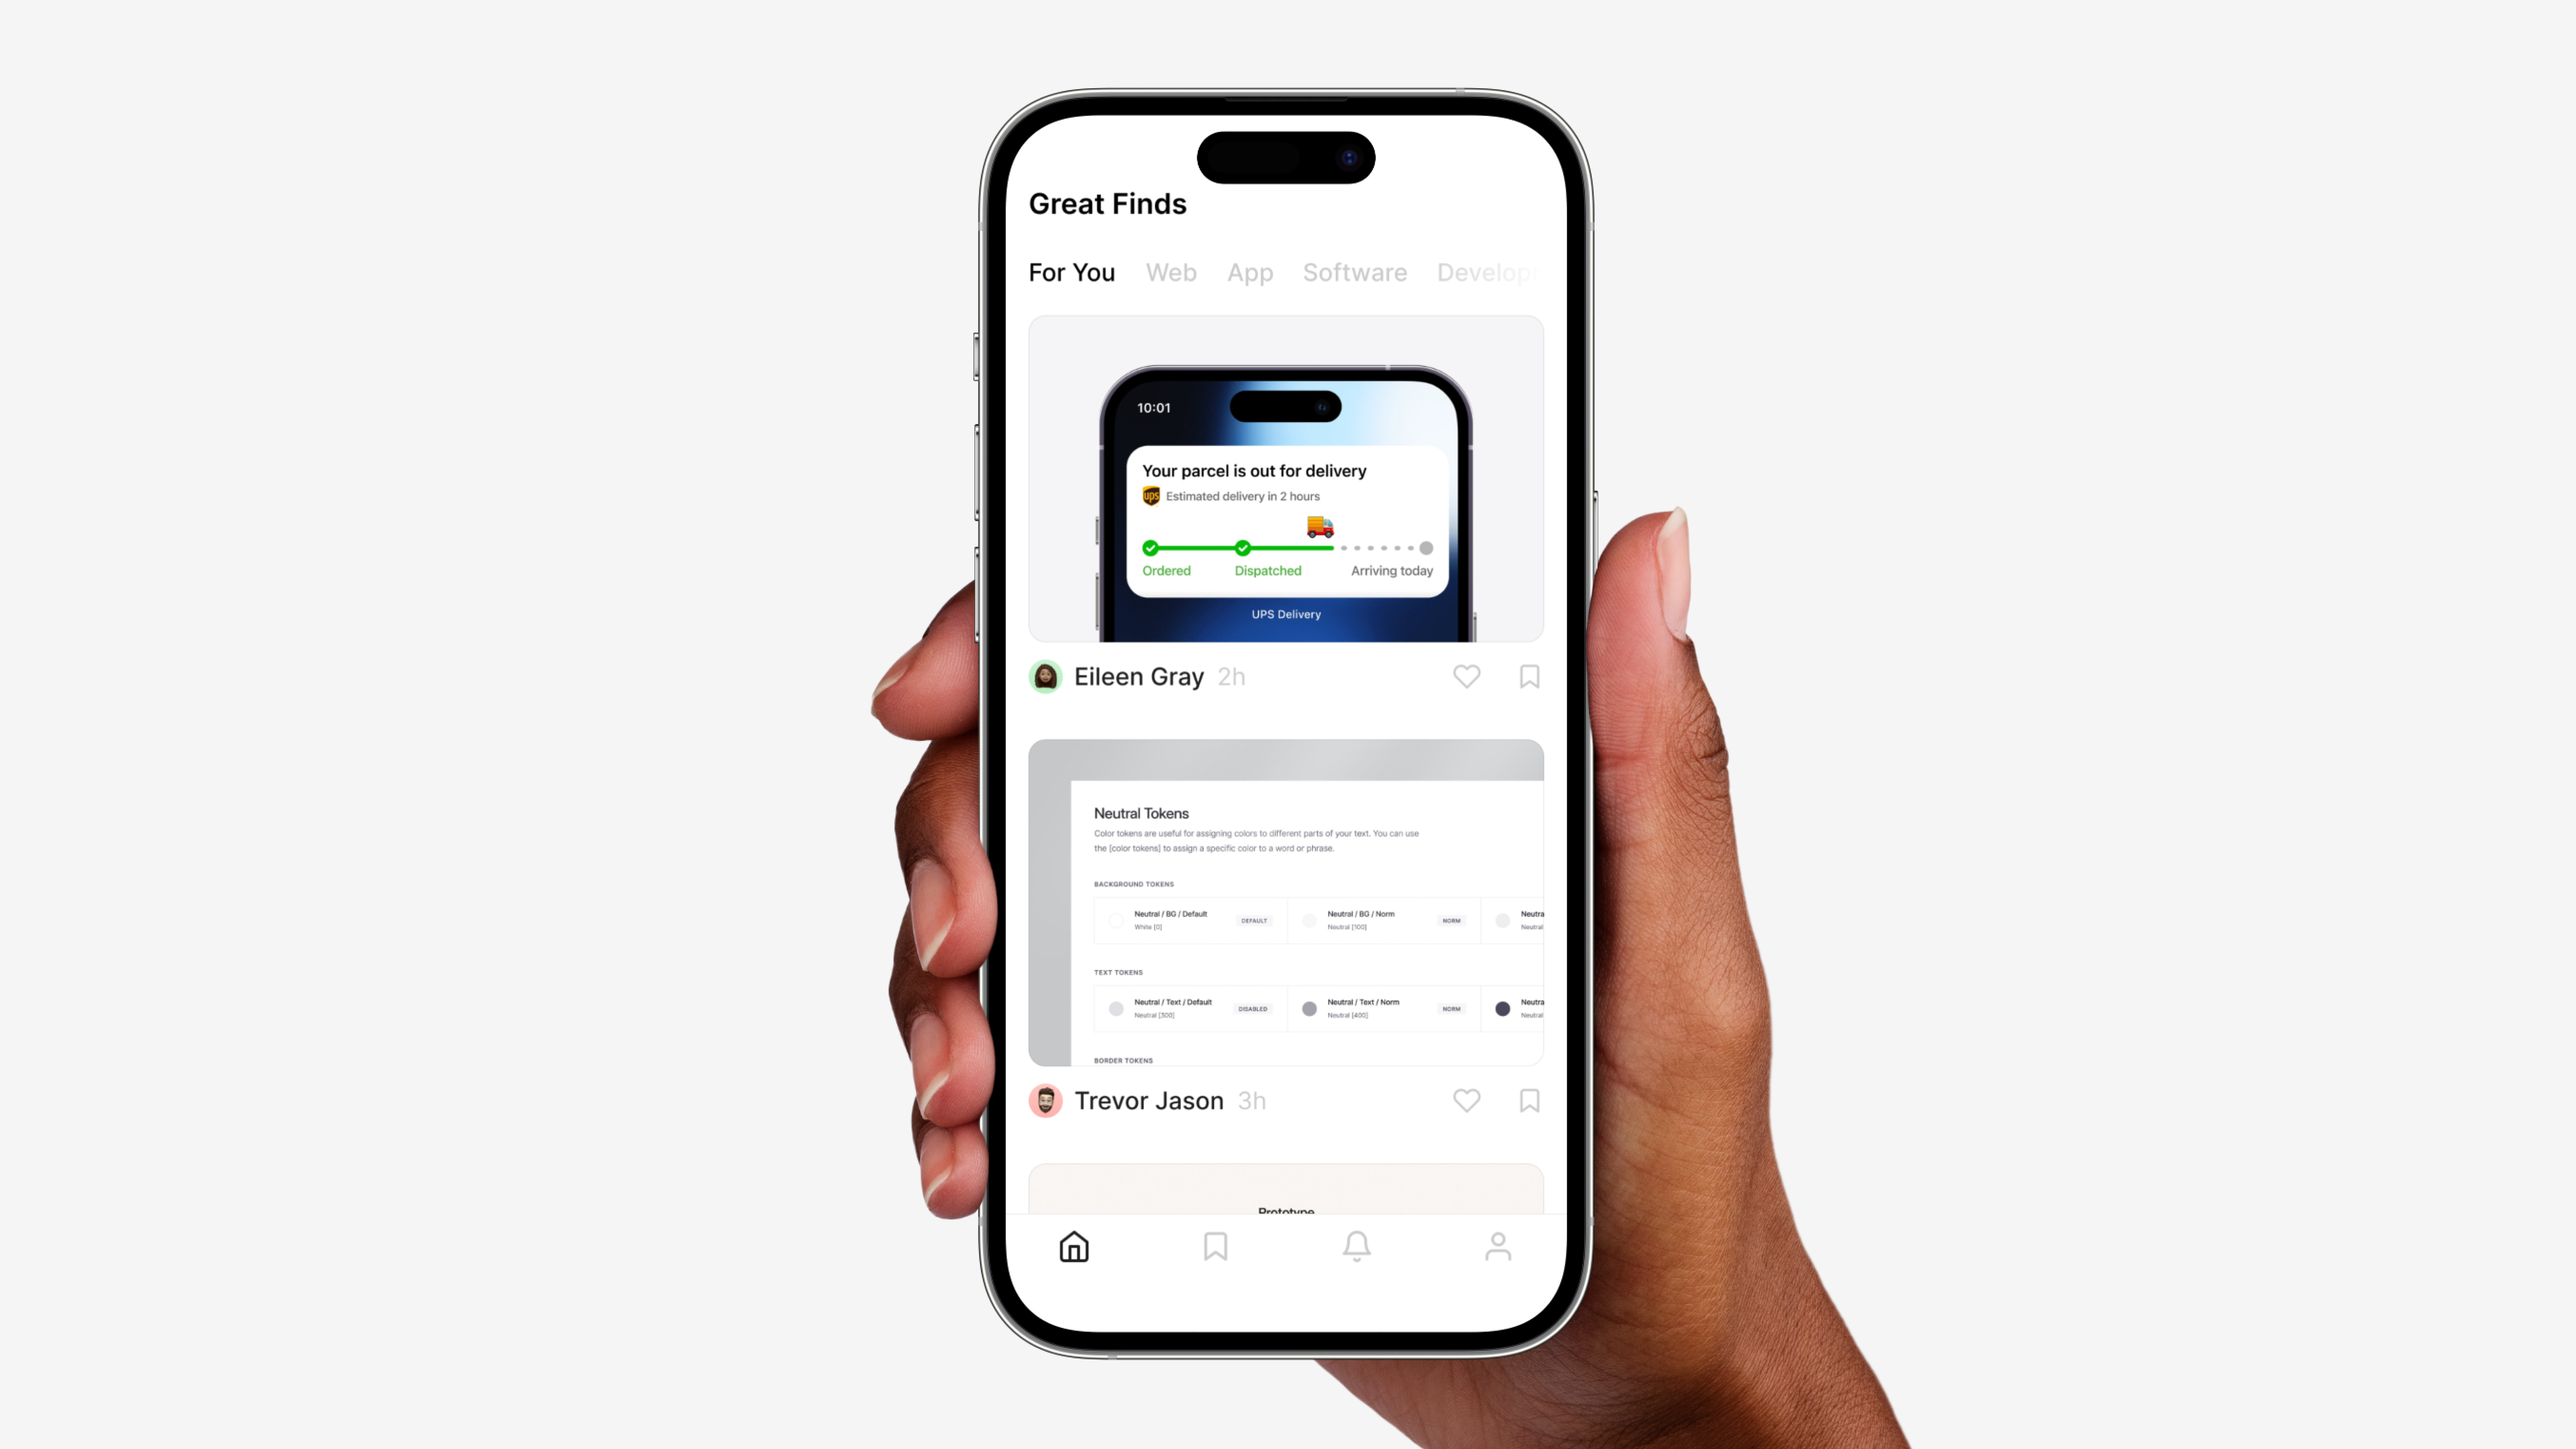 Great Finds
For You Web App Software Develop
10:01
Your parcel is out for delivery
ups Estimated delivery in 2 hours
Ordered Dispatched Arriving today
UPS Delivery
Eileen Gray 2h
Neutral Tokens
Color tokens are useful for assigning colors to different parts of your text. You can use
the [color tokens] to assign a specific color to a word or phrase.
BACKGROUND TOKENS
Neutral / BG / Default DEFAULT Neutral / BG / Norm NORM Neutra
White [0] Neutral [100] Neutral
TEXT TOKENS
Neutral / Text / Default DISABLED Neutral / Text / Norm NORM Neutra
Neutral [300] Neutral [400] Neutral
BORDER TOKENS
Trevor Jason 3h
Prototype